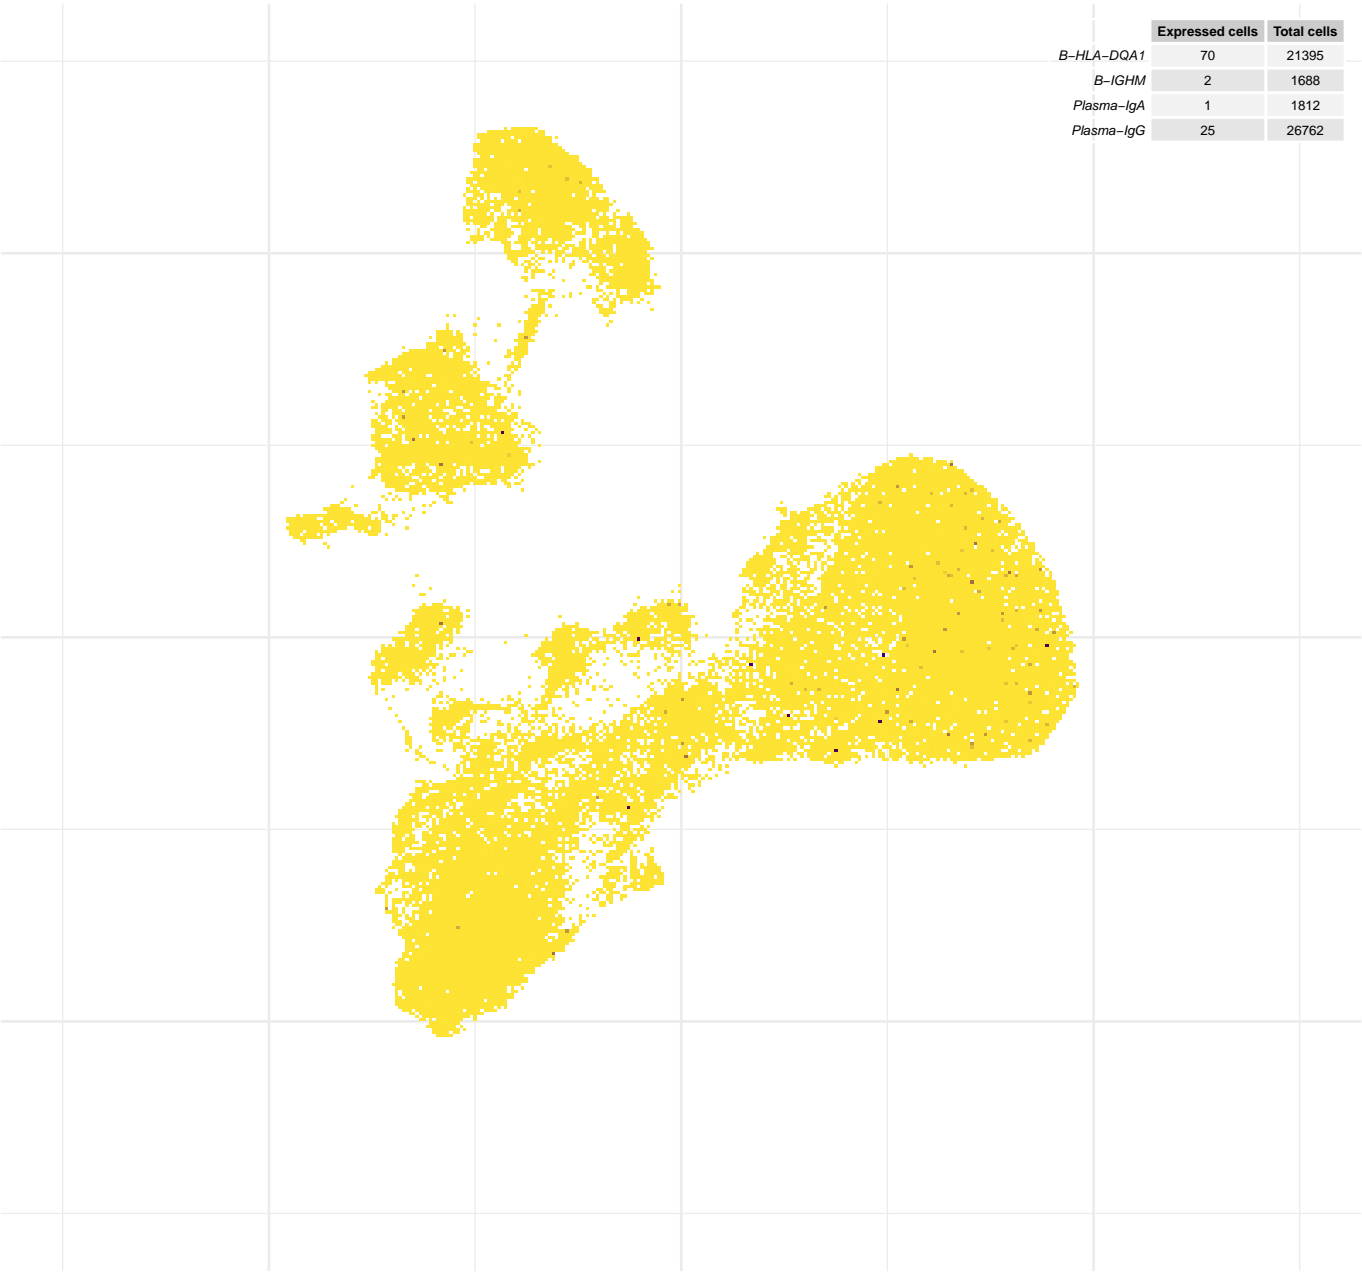 Expressed cells Total cells
B−HLA−DQA1 70 21395
B−IGHM 2 1688
Plasma−IgA 1 1812
Plasma−IgG 25 26762